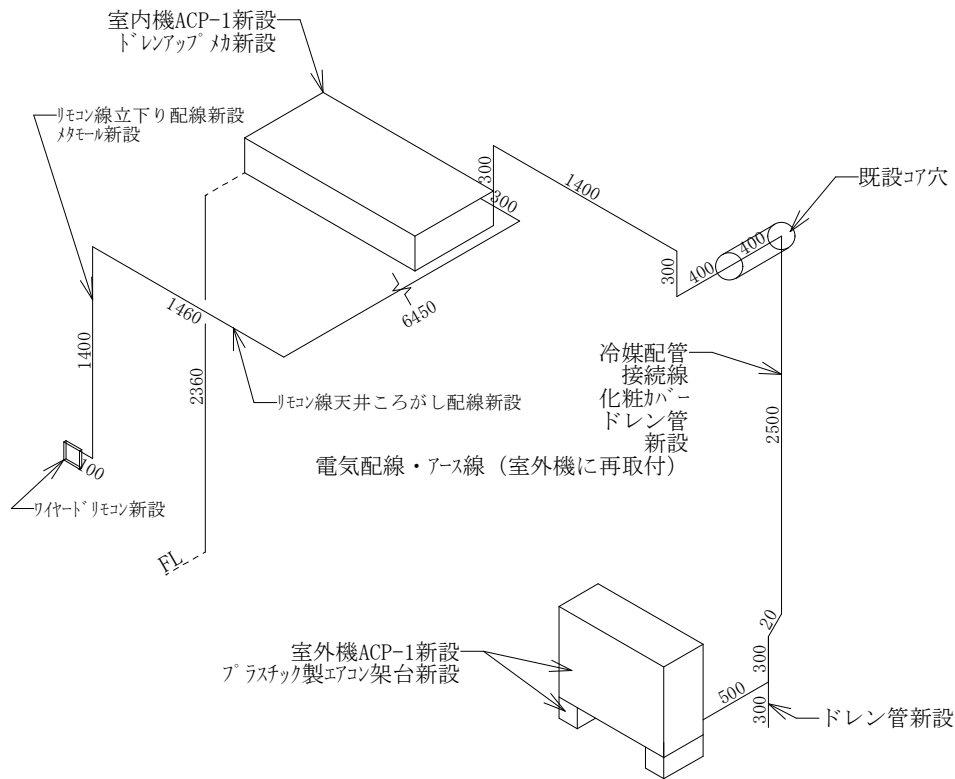 室内機ACP-1新設
ﾄﾞﾚﾝｱｯﾌﾟﾒｶ新設
ﾘﾓｺﾝ線立下り配線新設
ﾒﾀﾓｰﾙ新設
300
300
1400
既設ｺｱ穴
300
400
400
1460
6450
1400
2360
冷媒配管
接続線
化粧ｶﾊﾞｰ
ドレン管
新設
2500
ﾘﾓｺﾝ線天井ころがし配線新設
100
電気配線・ｱｰｽ線（室外機に再取付）
ﾜｲﾔｰﾄﾞﾘﾓｺﾝ新設
FL
20
室外機ACP-1新設
ﾌﾟﾗｽﾁｯｸ製ｴｱｺﾝ架台新設
300
500
300
ドレン管新設